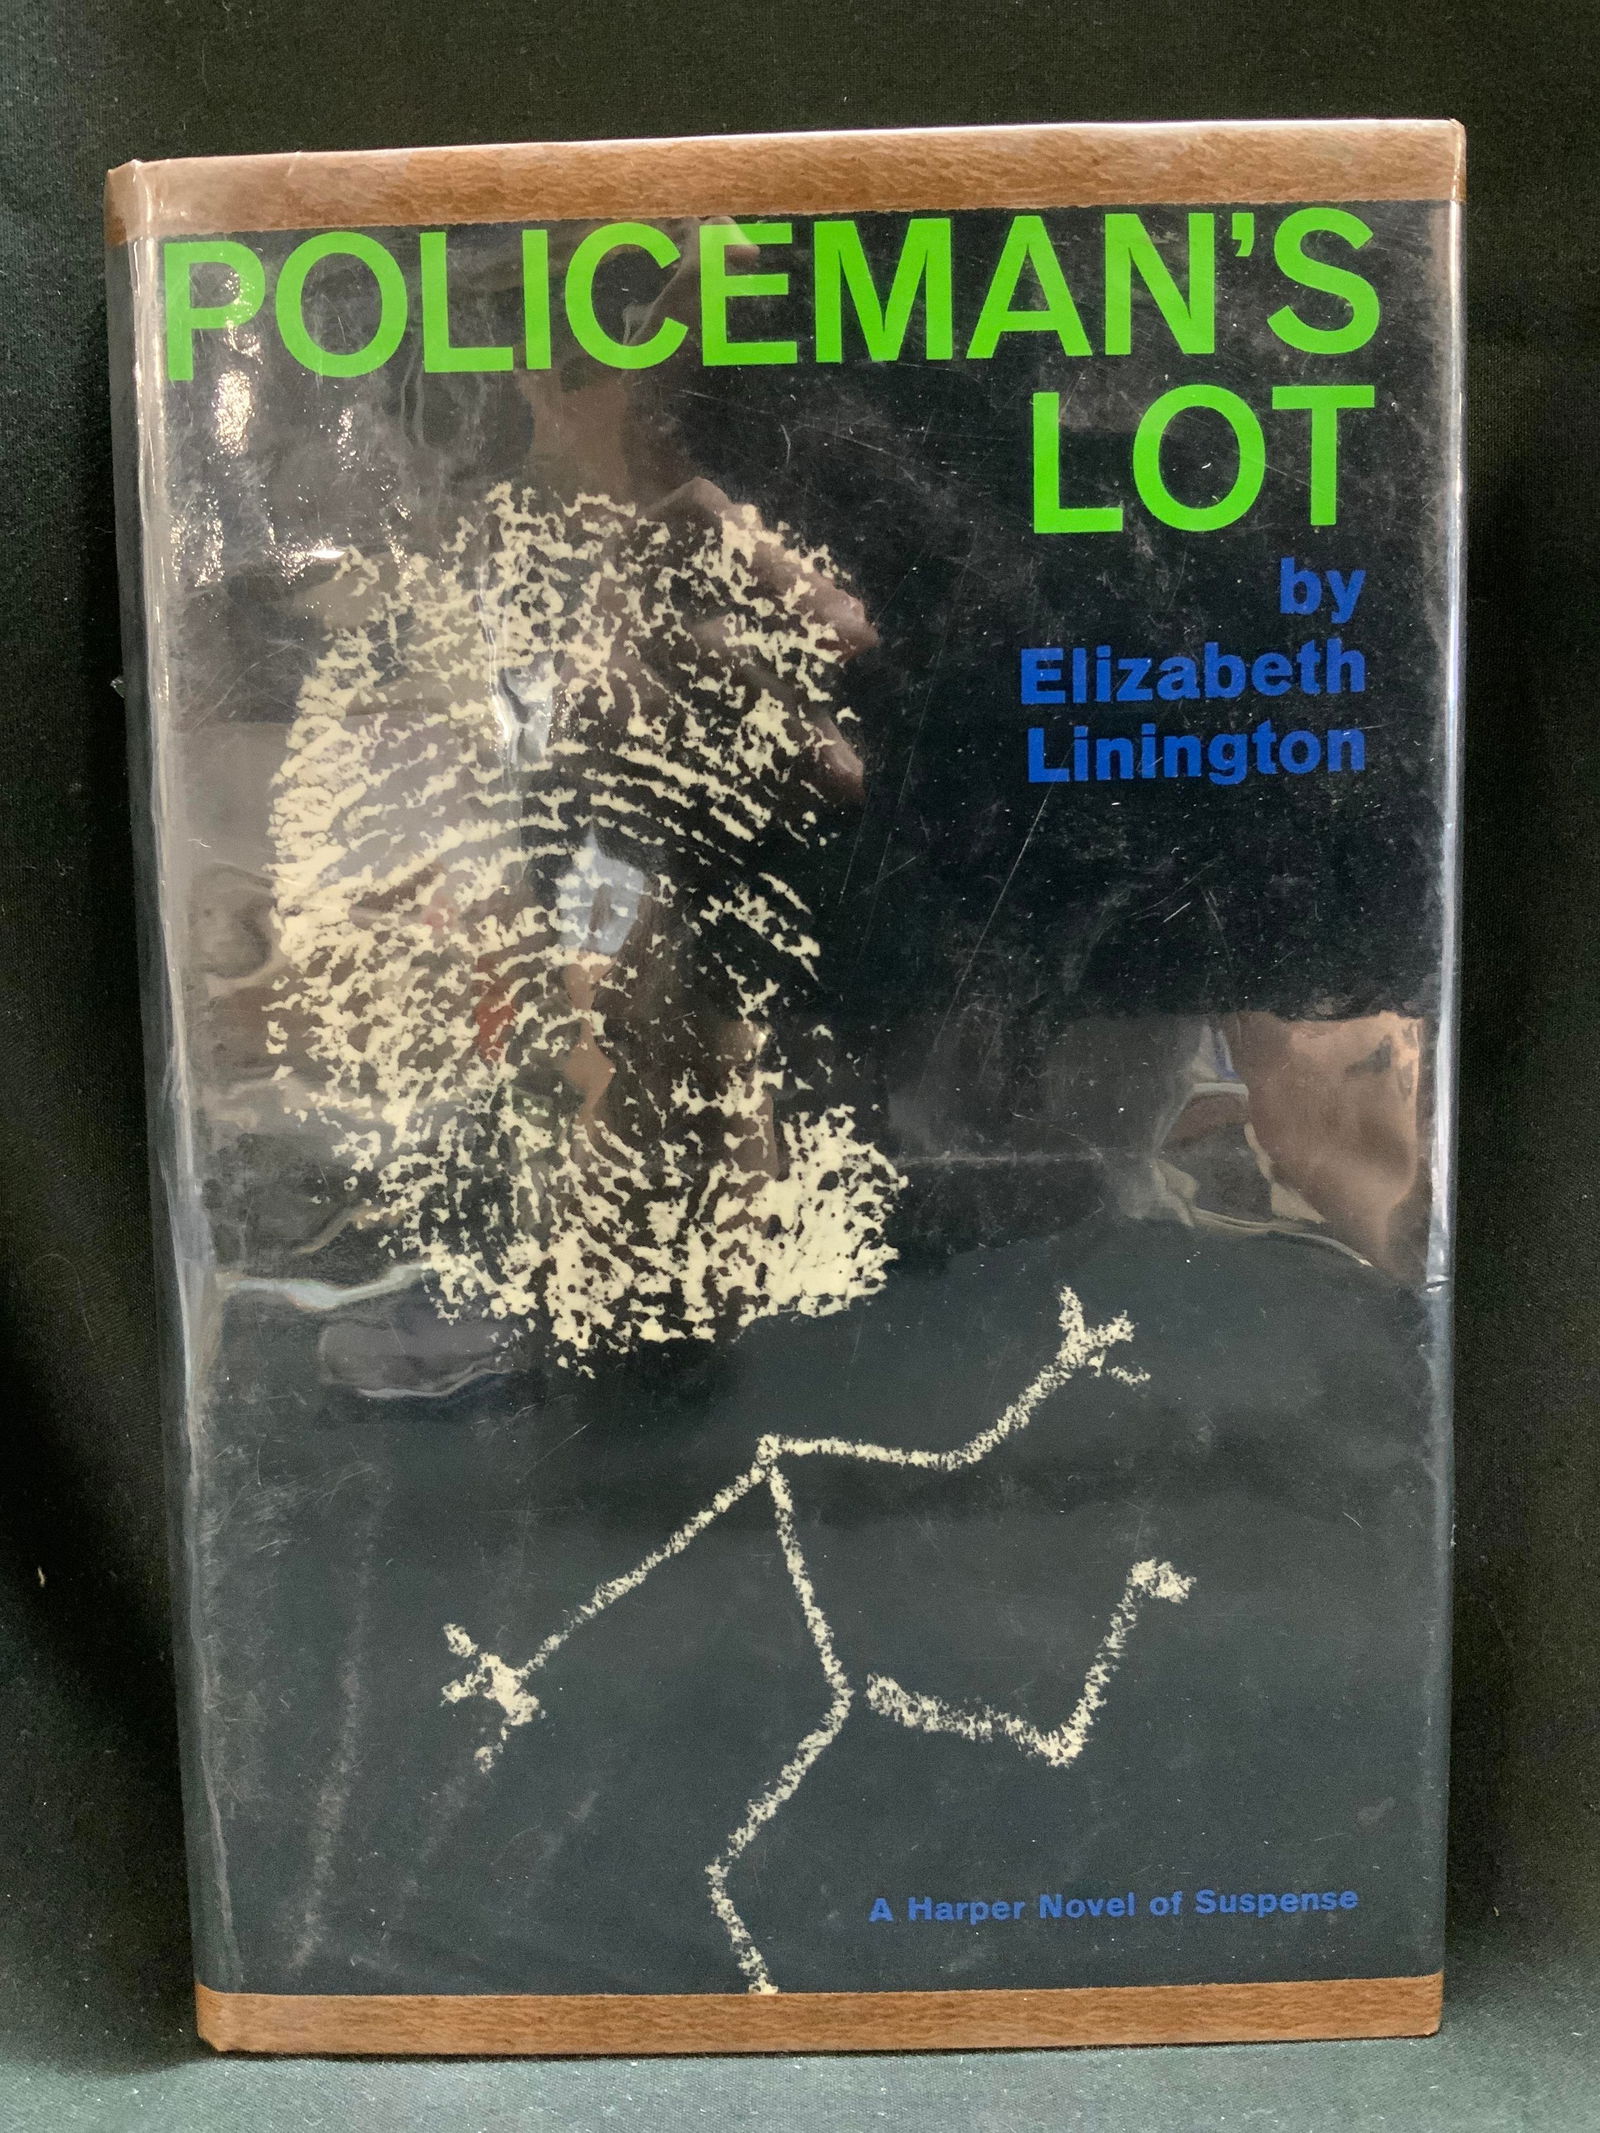 POLICEMAN'S
LOT
by
Elizabeth
Linington
A Harper Novel of Suspense